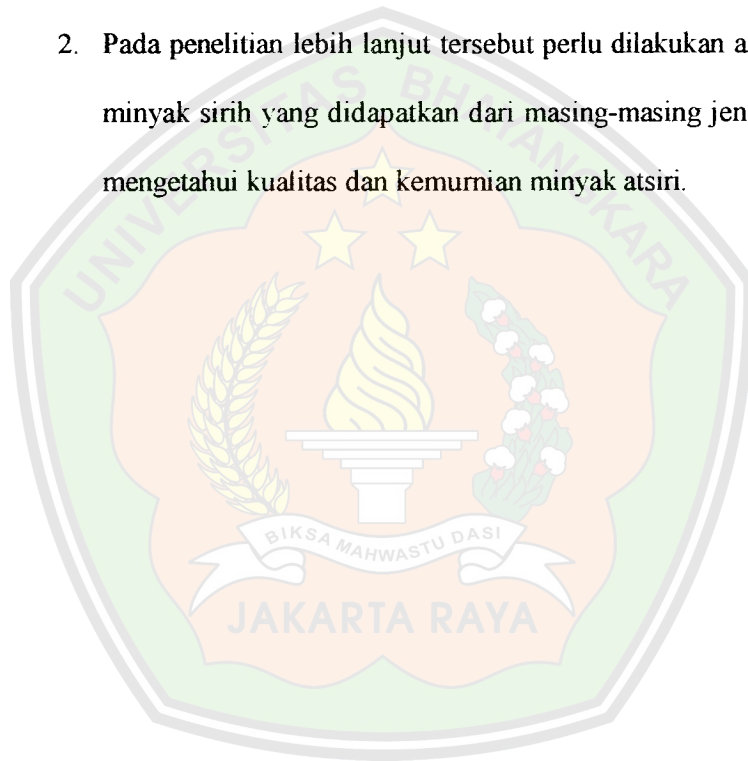 2. Pada penelitian lebih lanjut tersebut perlu dilakukan a
minyak sirih yang didapatkan dari masing-masing jen
mengetahui kualitas dan kemurnian minyak atsiri.
UNIVERSITAS BHAYANGKARA
BIKSA MAHWASTU DASI
JAKARTA RAYA